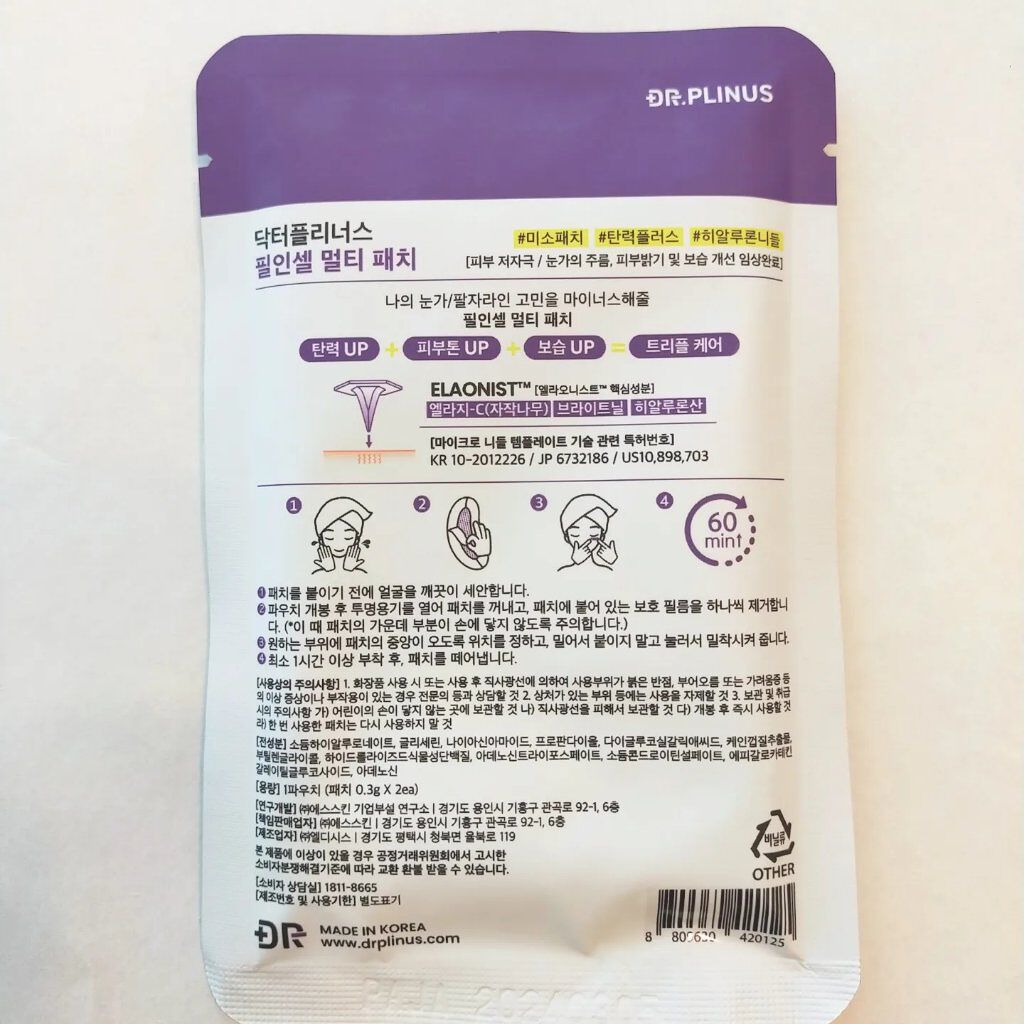 DR.PLINUS
닥터플리너스
필인셀 멀티 패치
#미소패치 #탄력플러스 #히알루론니들
[피부 저자극 / 눈가의 주름, 피부밝기 및 보습 개선 임상완료]
나의 눈가/팔자라인 고민을 마이너스해줄
필인셀 멀티 패치
탄력 UP + 피부톤 UP + 보습 UP = 트리플 케어
ELAONIST™ [엘라오니스트™ 핵심성분]
엘라지-C(자작나무) 브라이트닐 히알루론산
[마이크로 니들 템플레이트 기술 관련 특허번호]
KR 10-2012226 / JP 6732186 / US10,898,703
1 2 3 4
60
mint
1 패치를 붙이기 전에 얼굴을 깨끗이 세안합니다.
2 파우치 개봉 후 투명용기를 열어 패치를 꺼내고, 패치에 붙어 있는 보호 필름을 하나씩 제거합니
다. (*이 때 패치의 가운데 부분이 손에 닿지 않도록 주의합니다.)
3 원하는 부위에 패치의 중앙이 오도록 위치를 정하고, 밀어서 붙이지 말고 눌러서 밀착시켜 줍니다.
4 최소 1시간 이상 부착 후, 패치를 떼어냅니다.
[사용상의 주의사항] 1. 화장품 사용 시 또는 사용 후 직사광선에 의하여 사용부위가 붉은 반점, 부어오름 또는 가려움증 등
의 이상 증상이나 부작용이 있는 경우 전문의 등과 상담할 것 2. 상처가 있는 부위 등에는 사용을 자제할 것 3. 보관 및 취급
시의 주의사항 가) 어린이의 손이 닿지 않는 곳에 보관할 것 나) 직사광선을 피해서 보관할 것 다) 개봉 후 즉시 사용할 것
라) 한 번 사용한 패치는 다시 사용하지 말 것
[전성분] 소듐하이알루로네이트, 글리세린, 나이아신아마이드, 프로판다이올, 다이글루코실갈릭애씨드, 케인껍질추출물,
부틸렌글라이콜, 하이드롤라이즈드식물성단백질, 아데노신트라이포스페이트, 소듐콘드로이틴설페이트, 에피갈로카테킨
갈레이틸글루코사이드, 아데노신
[용량] 1파우치 (패치 0.3g X 2ea)
[연구개발] ㈜에스스킨 기업부설 연구소 | 경기도 용인시 기흥구 관곡로 92-1, 6층
[책임판매업자] ㈜에스스킨 | 경기도 용인시 기흥구 관곡로 92-1, 6층
[제조업자] ㈜엘디시스 | 경기도 평택시 청북면 율북로 119
본 제품에 이상이 있을 경우 공정거래위원회에서 고시한
소비자분쟁해결기준에 따라 교환 환불 받을 수 있습니다.
[소비자 상담실] 1811-8665
[제조번호 및 사용기한] 별도표기
비닐류
OTHER
DR MADE IN KOREA
www.drplinus.com
8 805630 420125